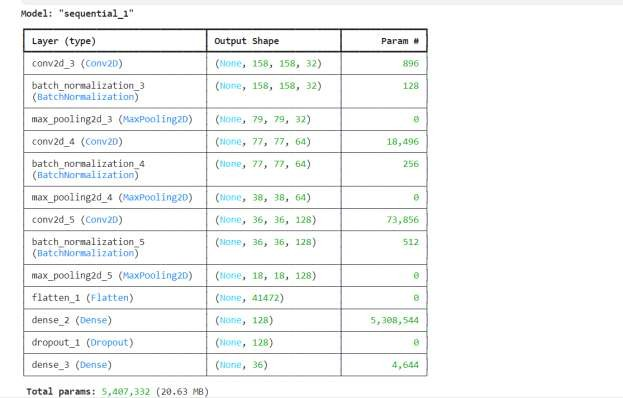 Model: "sequential_1"
Layer (type) Output Shape Param #
conv2d_3 (Conv2D) (None, 158, 158, 32) 896
batch_normalization_3 (None, 158, 158, 32) 128
(BatchNormalization)
max_pooling2d_3 (MaxPooling2D) (None, 79, 79, 32) 0
conv2d_4 (Conv2D) (None, 77, 77, 64) 18,496
batch_normalization_4 (None, 77, 77, 64) 256
(BatchNormalization)
max_pooling2d_4 (MaxPooling2D) (None, 38, 38, 64) 0
conv2d_5 (Conv2D) (None, 36, 36, 128) 73,856
batch_normalization_5 (None, 36, 36, 128) 512
(BatchNormalization)
max_pooling2d_5 (MaxPooling2D) (None, 18, 18, 128) 0
flatten_1 (Flatten) (None, 41472) 0
dense_2 (Dense) (None, 128) 5,308,544
dropout_1 (Dropout) (None, 128) 0
dense_3 (Dense) (None, 36) 4,644
Total params: 5,407,332 (20.63 MB)